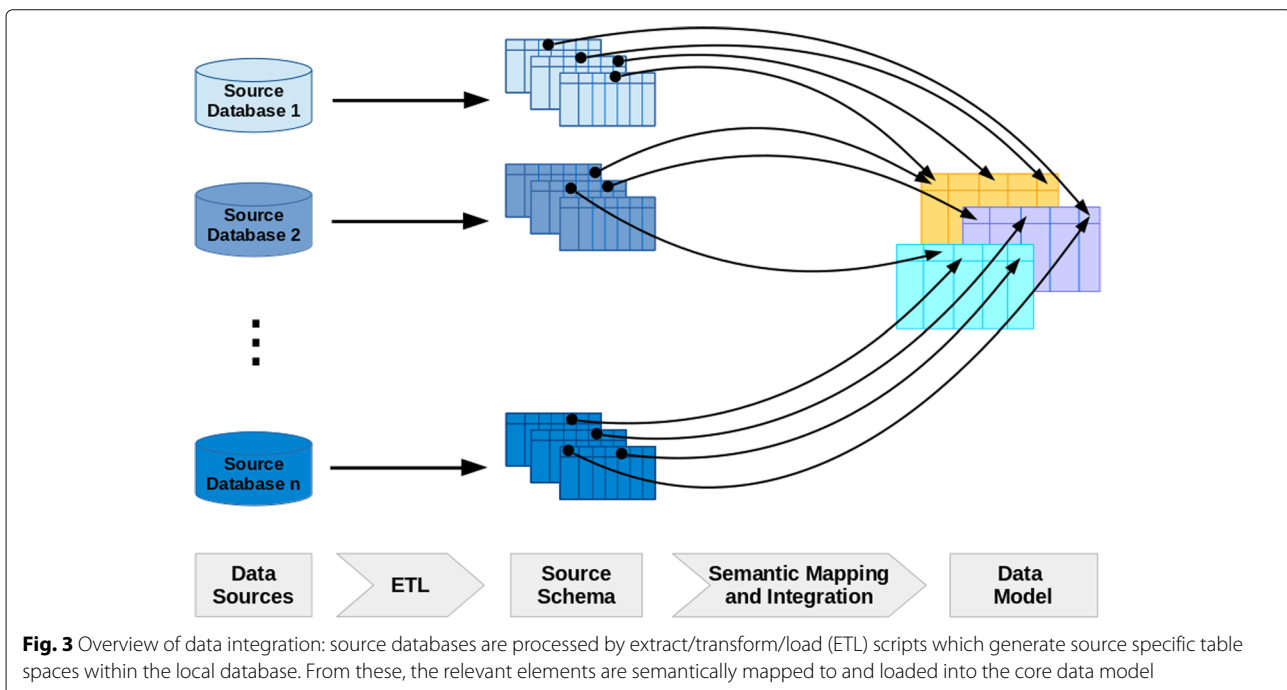 Source
Database 1
Source
Database 2
Source
Database n
Data
Sources
ETL
Source
Schema
Semantic Mapping
and Integration
Data
Model
Fig. 3 Overview of data integration: source databases are processed by extract/transform/load (ETL) scripts which generate source specific table
spaces within the local database. From these, the relevant elements are semantically mapped to and loaded into the core data model